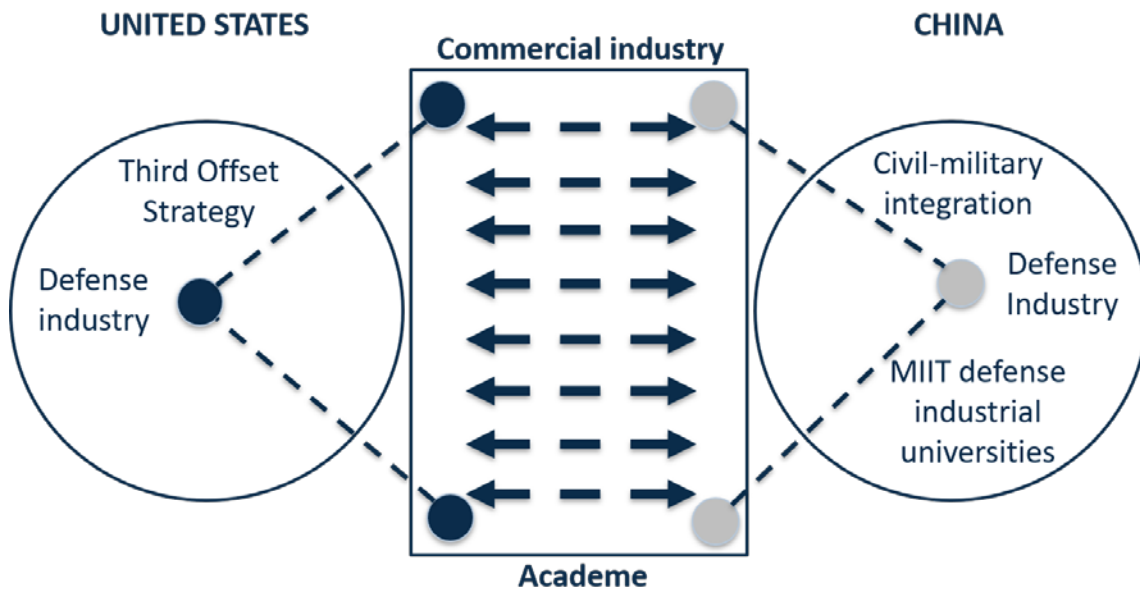 UNITED STATES
CHINA
Commercial industry
Third Offset
Strategy
Defense
industry
Civil-military
integration
Defense
Industry
MIIT defense
industrial
universities
Academe